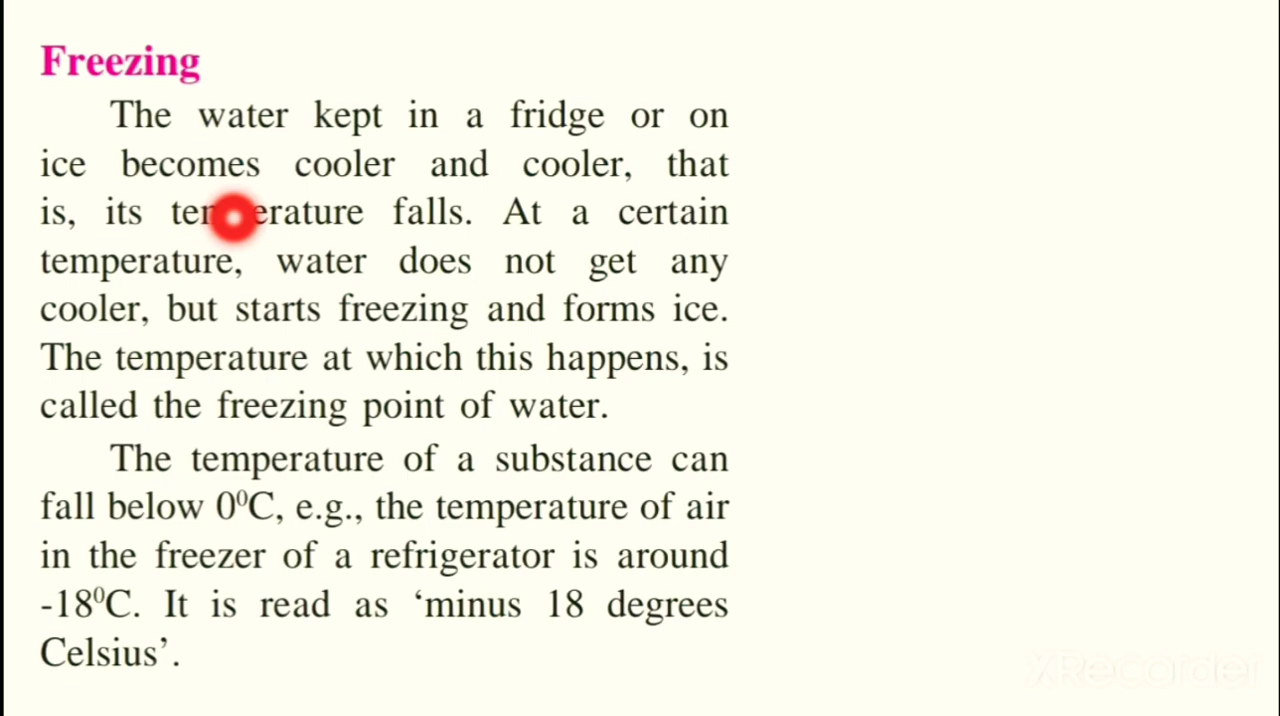 Freezing
The water kept in a fridge or on
ice becomes cooler and cooler, that
is, its temperature falls. At a certain
temperature, water does not get any
cooler, but starts freezing and forms ice.
The temperature at which this happens, is
called the freezing point of water.
The temperature of a substance can
fall below 0⁰C, e.g., the temperature of air
in the freezer of a refrigerator is around
-18⁰C. It is read as ‘minus 18 degrees
Celsius’.
XRecorder